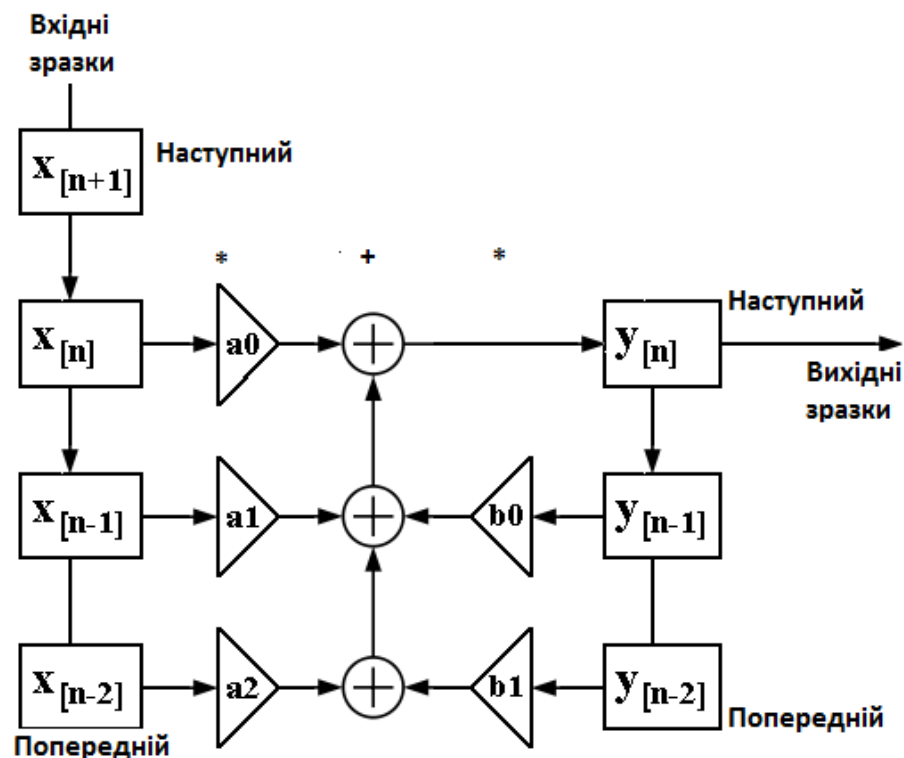 Вхідні
зразки
x[n+1]
Наступний
* + *
x[n]
a0
y[n]
Наступний
Вихідні
зразки
x[n-1]
a1
b0
y[n-1]
x[n-2]
a2
b1
y[n-2]
Попередній
Попередній